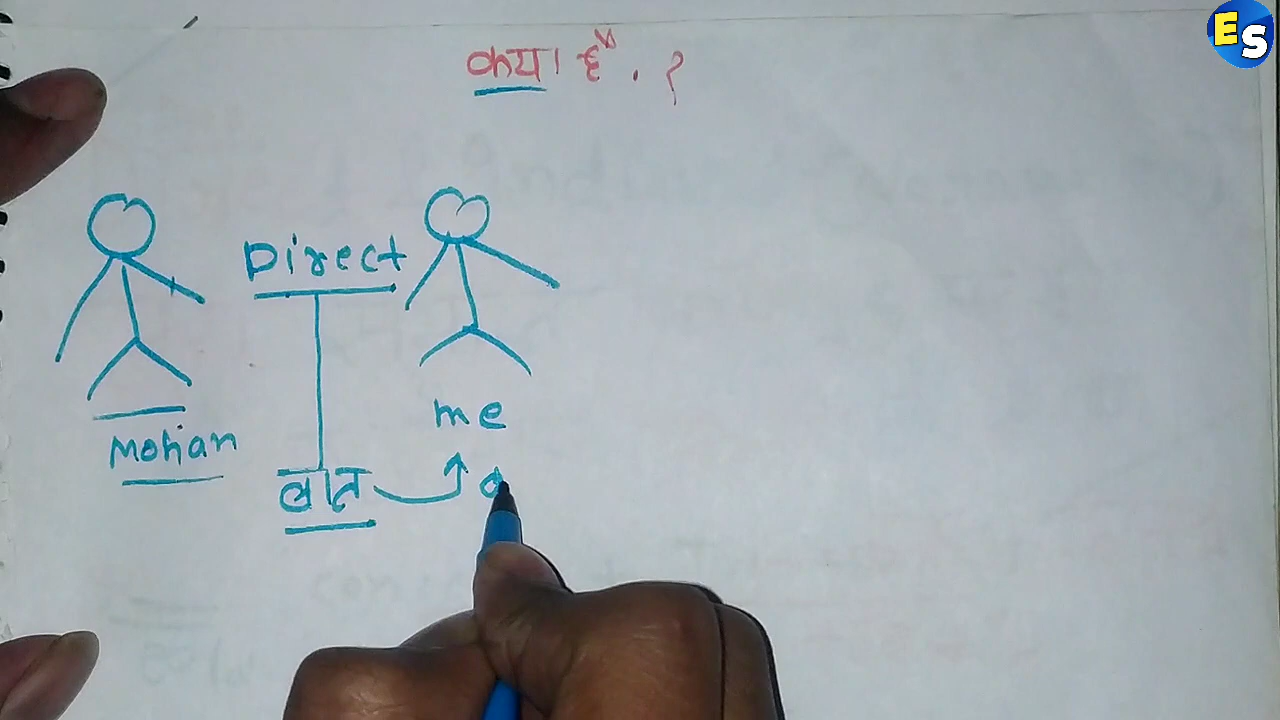 क्या है . ?
Direct
me
Mohan
बात
ES